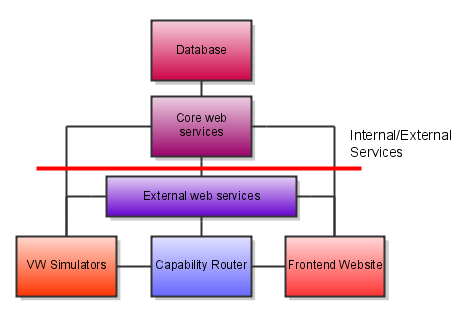 Database
Core web
services
Internal/External
Services
External web services
VW Simulators
Capability Router
Frontend Website